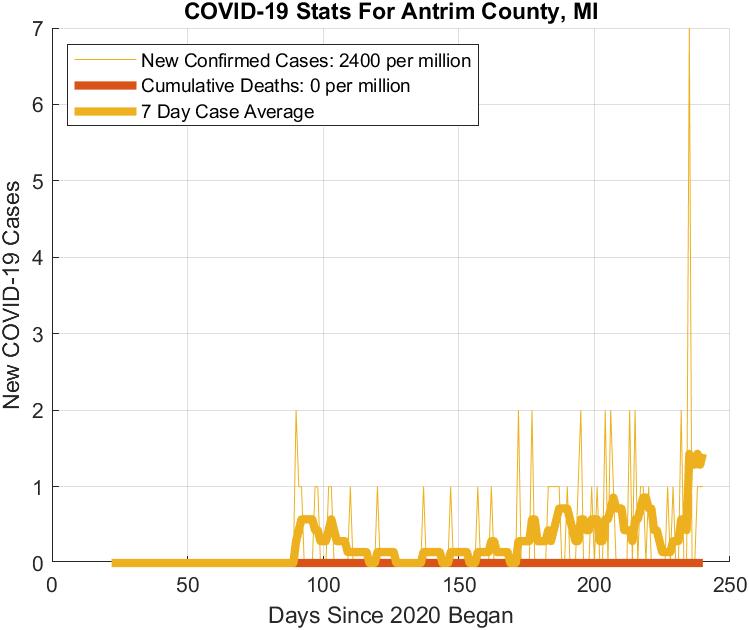 COVID-19 Stats For Antrim County, MI
New Confirmed Cases: 2400 per million
Cumulative Deaths: 0 per million
7 Day Case Average
New COVID-19 Cases
7
6
5
4
3
2
1
0
0 50 100 150 200 250
Days Since 2020 Began